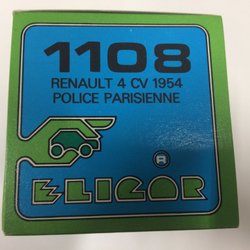 1108
RENAULT 4 CV 1954
POLICE PARISIENNE
ELIGOR